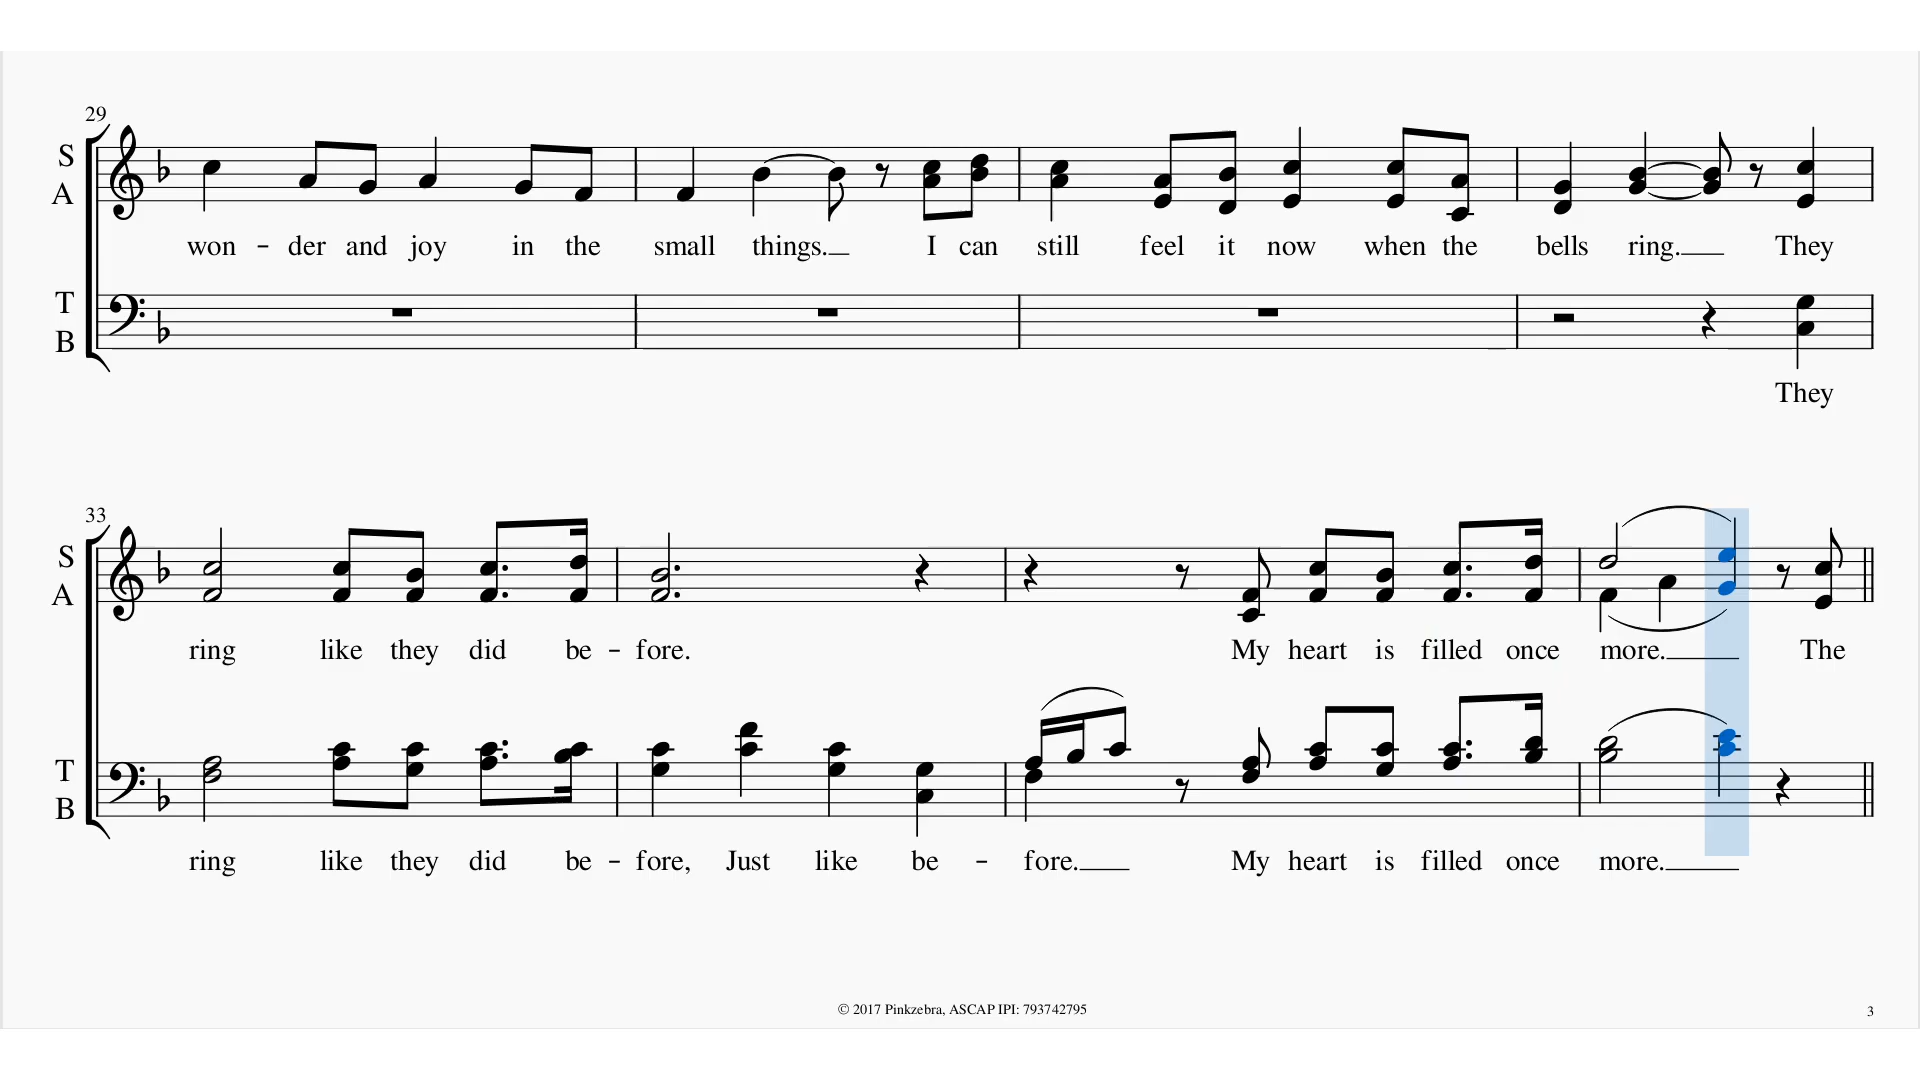 29
S
A
won - der and joy in the small things. I can still feel it now when the bells ring. They
T
B
They
33
S
A
ring like they did be - fore. My heart is filled once more. The
T
B
ring like they did be - fore, Just like be - fore. My heart is filled once more.
© 2017 Pinkzebra, ASCAP IPI: 793742795
3